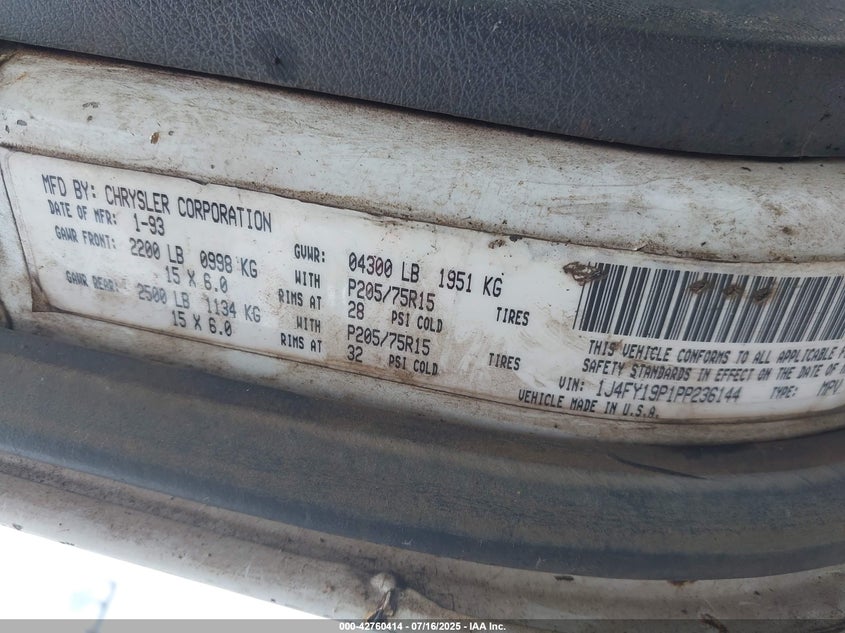 MFD BY: CHRYSLER CORPORATION
DATE OF MFR: 1-93
GVWR: 04300 LB 1951 KG
GAWR FRONT: 2200 LB 0998 KG WITH P205/75R15 TIRES
15 X 6.0 RIMS AT 28 PSI COLD
GAWR REAR: 2500 LB 1134 KG WITH P205/75R15 TIRES
15 X 6.0 RIMS AT 32 PSI COLD
THIS VEHICLE CONFORMS TO ALL APPLICABLE
SAFETY STANDARDS IN EFFECT ON THE DATE OF
VIN: 1J4FY19P1PP236144 TYPE: MPV
VEHICLE MADE IN U.S.A.
000-42760414 - 07/16/2025 - IAA Inc.